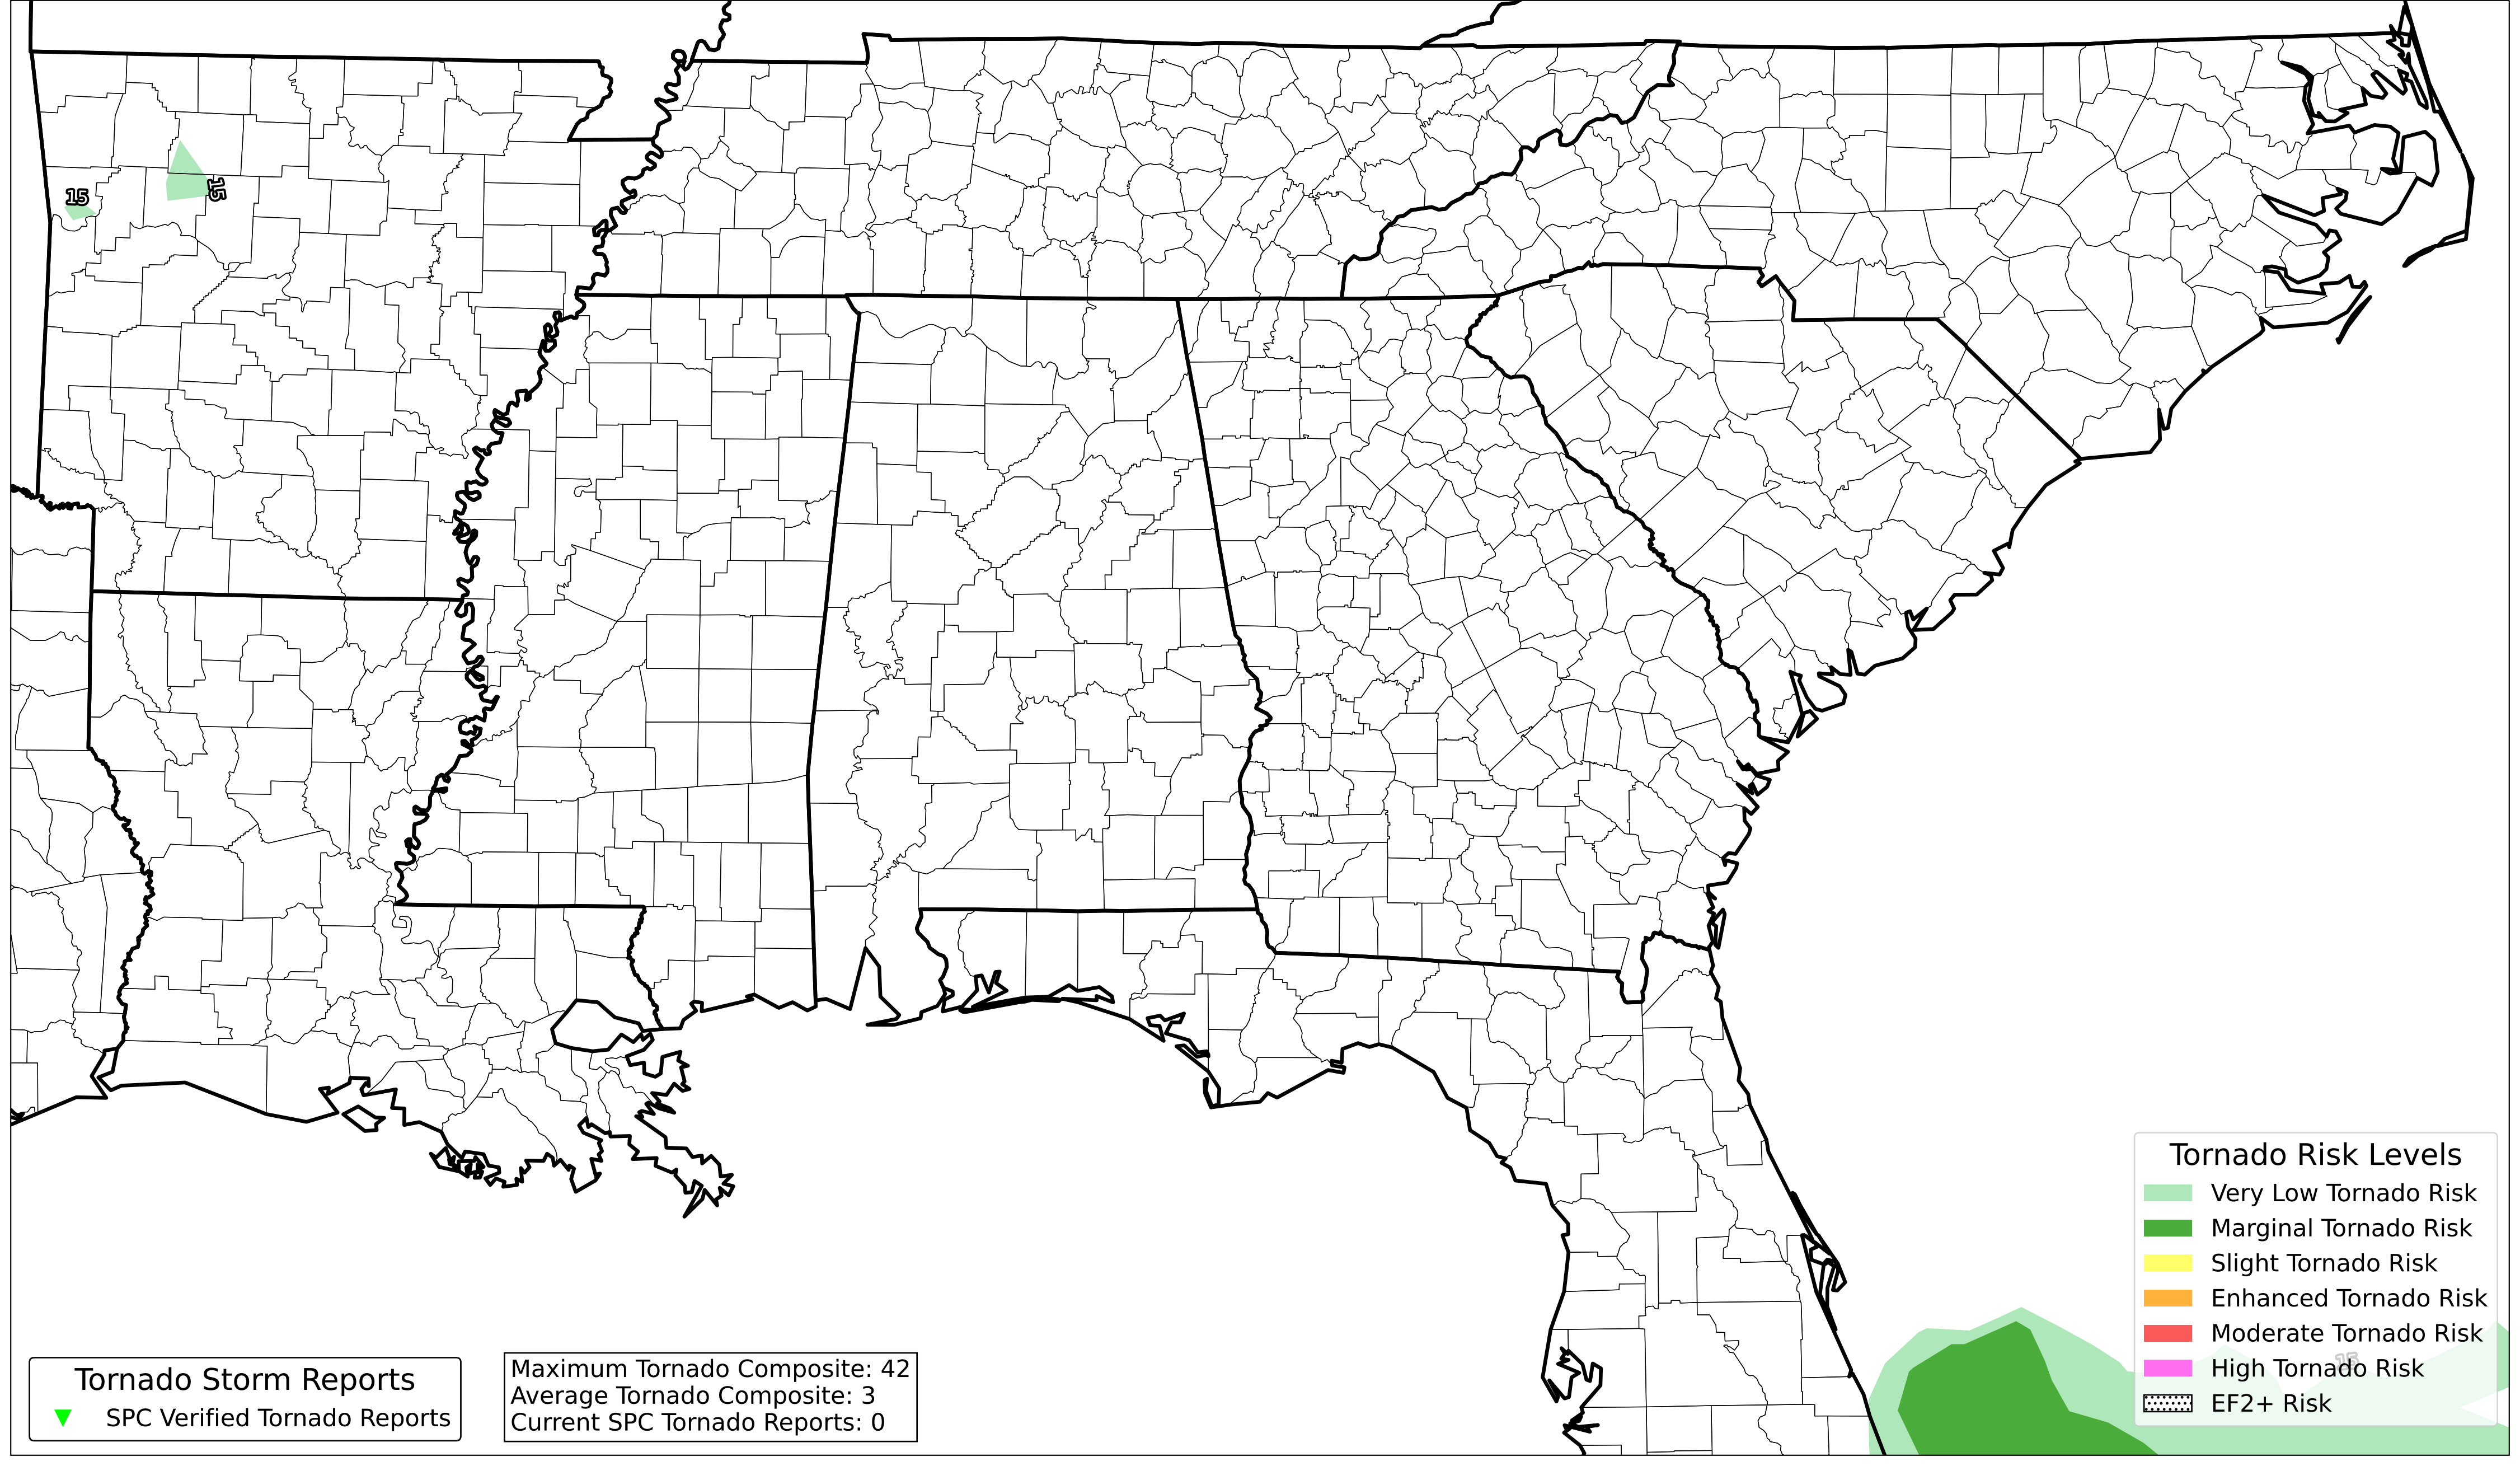 15
15
Tornado Risk Levels
Very Low Tornado Risk
Marginal Tornado Risk
Slight Tornado Risk
Enhanced Tornado Risk
Moderate Tornado Risk
High Tornado Risk
EF2+ Risk
15
Tornado Storm Reports
SPC Verified Tornado Reports
Maximum Tornado Composite: 42
Average Tornado Composite: 3
Current SPC Tornado Reports: 0